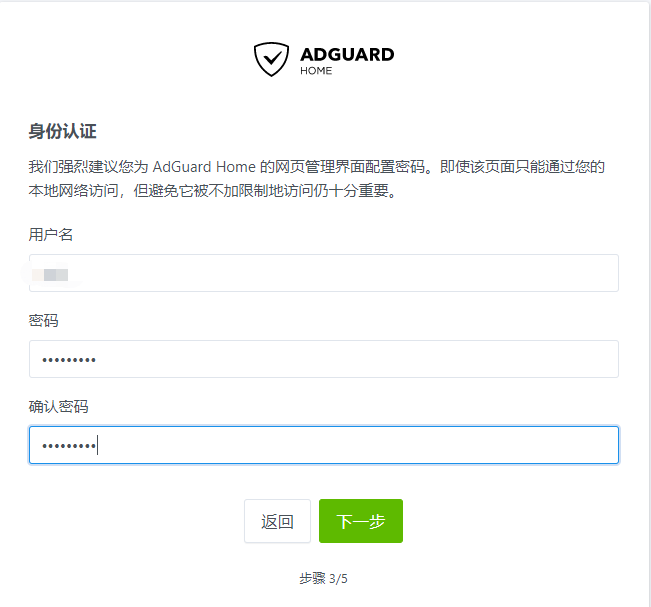 ADGUARD
HOME
身份认证
我们强烈建议您为 AdGuard Home 的网页管理界面配置密码。即使该页面只能通过您的
本地网络访问，但避免它被不加限制地访问仍十分重要。
用户名
密码
•••••••••
确认密码
•••••••••
返回 下一步
步骤 3/5